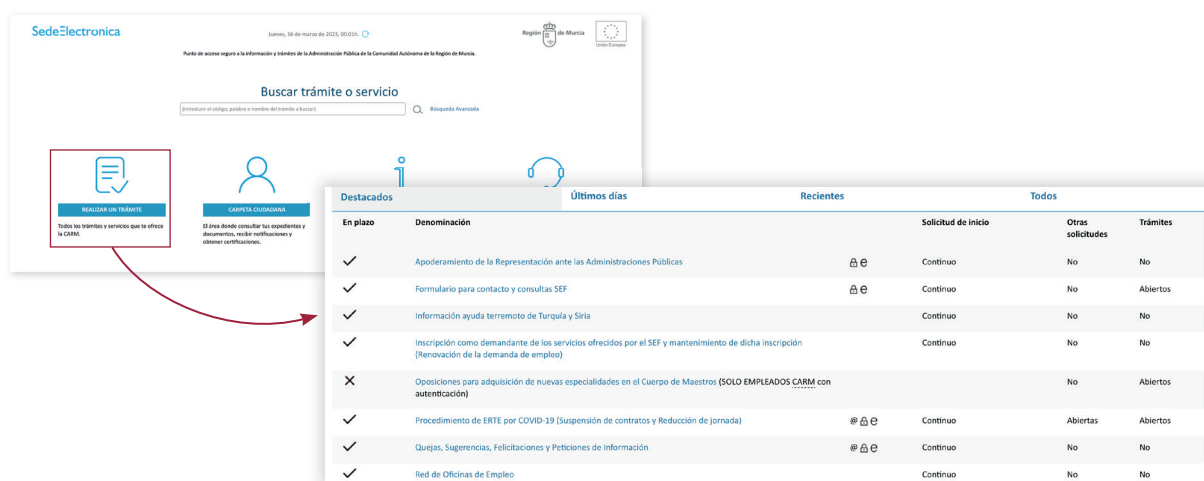 SedeElectronica
Jueves, 16 de marzo de 2023, 00:01h.
Región de Murcia
Unión Europea
Punto de acceso seguro a la información y trámites de la Administración Pública de la Comunidad Autónoma de la Región de Murcia.
Buscar trámite o servicio
(Introducir el código, palabra o nombre del trámite a buscar)
Búsqueda Avanzada
REALIZAR UN TRÁMITE
Todos los trámites y servicios que te ofrece
la CARM.
CARPETA CIUDADANA
El área donde consultar tus expedientes y
documentos, recibir notificaciones y
obtener certificaciones.
Destacados Últimos días Recientes Todos
En plazo Denominación Solicitud de inicio Otras
solicitudes Trámites
Apoderamiento de la Representación ante las Administraciones Públicas e Continuo No No
Formulario para contacto y consultas SEF e Continuo No Abiertos
Información ayuda terremoto de Turquía y Siria Continuo No No
Inscripción como demandante de los servicios ofrecidos por el SEF y mantenimiento de dicha inscripción Continuo No No
(Renovación de la demanda de empleo)
Oposiciones para adquisición de nuevas especialidades en el Cuerpo de Maestros (SOLO EMPLEADOS CARM con No Abiertos
autenticación)
Procedimiento de ERTE por COVID-19 (Suspensión de contratos y Reducción de jornada) @ e Continuo Abiertas Abiertos
Quejas, Sugerencias, Felicitaciones y Peticiones de Información @ e Continuo No No
Red de Oficinas de Empleo Continuo No No